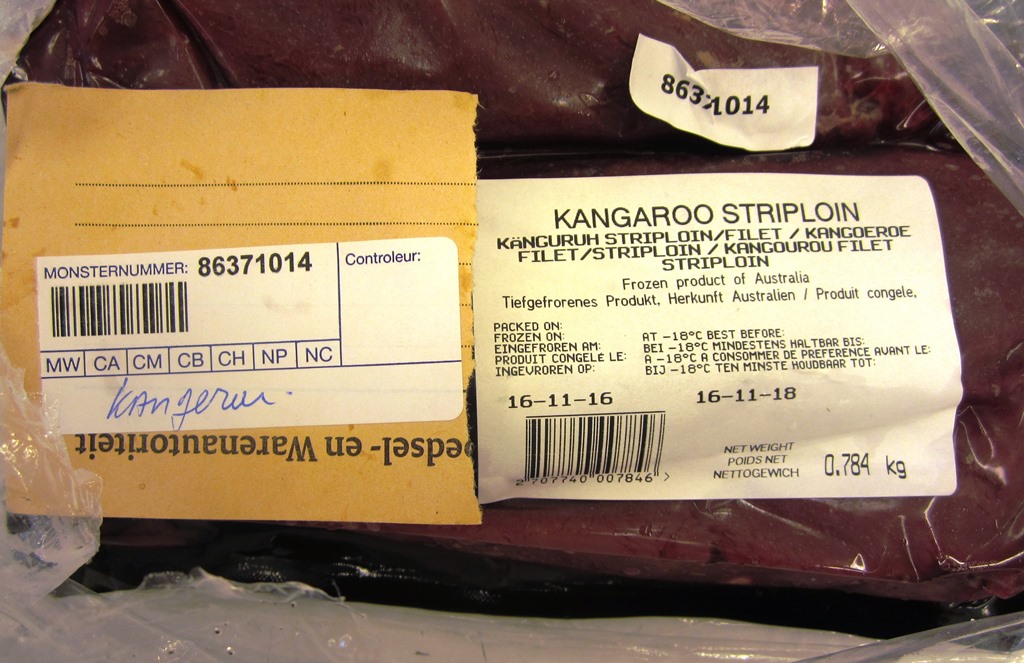 86371014
MONSTERNUMMER: 86371014
Controleur:
MW CA CM CB CH NP NC
edsel- en Warenautoriteit
KANGAROO STRIPLOIN
KÄNGURUH STRIPLOIN/FILET / KANGOEROE
FILET/STRIPLOIN / KANGOUROU FILET
STRIPLOIN
Frozen product of Australia
Tiefgefrorenes Produkt, Herkunft Australien / Produit congele,
PACKED ON:
FROZEN ON:
EINGEFROREN AM:
PRODUIT CONGELÉ LE:
INGEVROREN OP:
AT -18°C BEST BEFORE:
BEI -18°C MINDESTENS HALTBAR BIS:
A -18°C A CONSOMMER DE PREFERENCE AVANT LE:
BIJ -18°C TEN MINSTE HOUDBAAR TOT:
16-11-16
16-11-18
2 707740 007846 >
NET WEIGHT
POIDS NET
NETTOGEWICH
0.784 kg